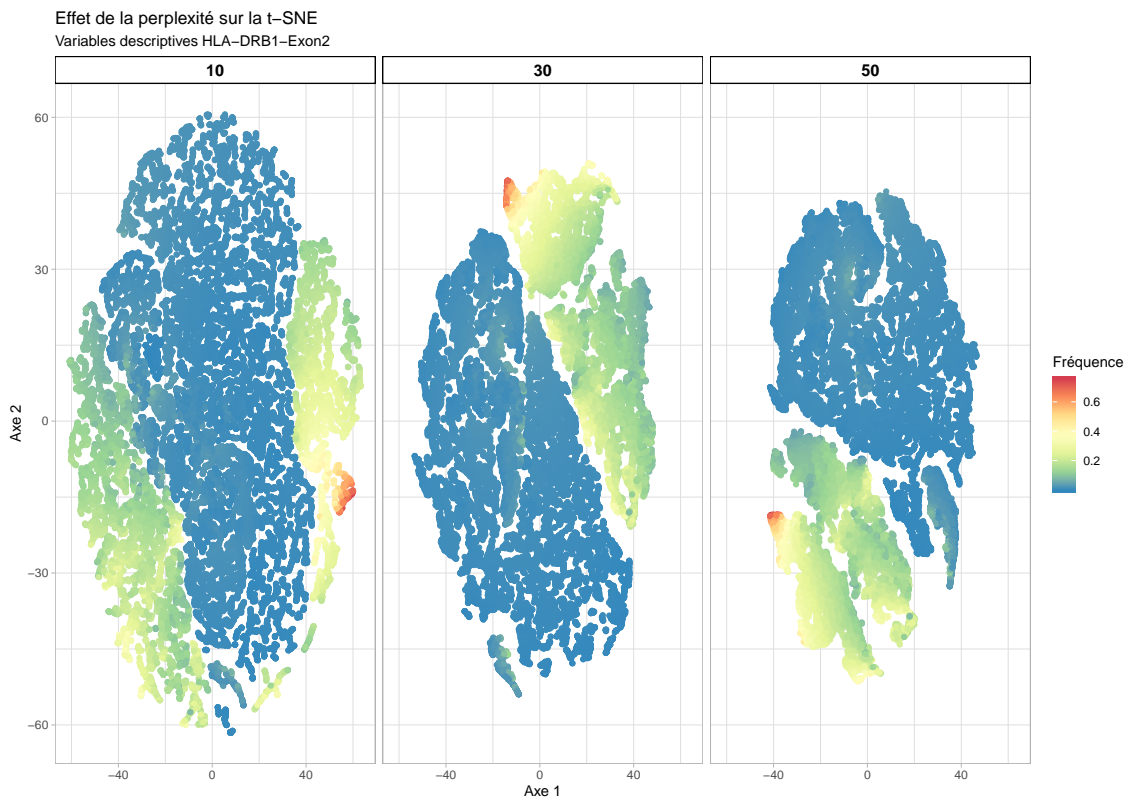 Effet de la perplexité sur la t−SNE
Variables descriptives HLA−DRB1−Exon2
10 30 50
Axe 2
60
30
0
−30
−60
−40 0 40 −40 0 40 −40 0 40
Axe 1
Fréquence
0.6
0.4
0.2